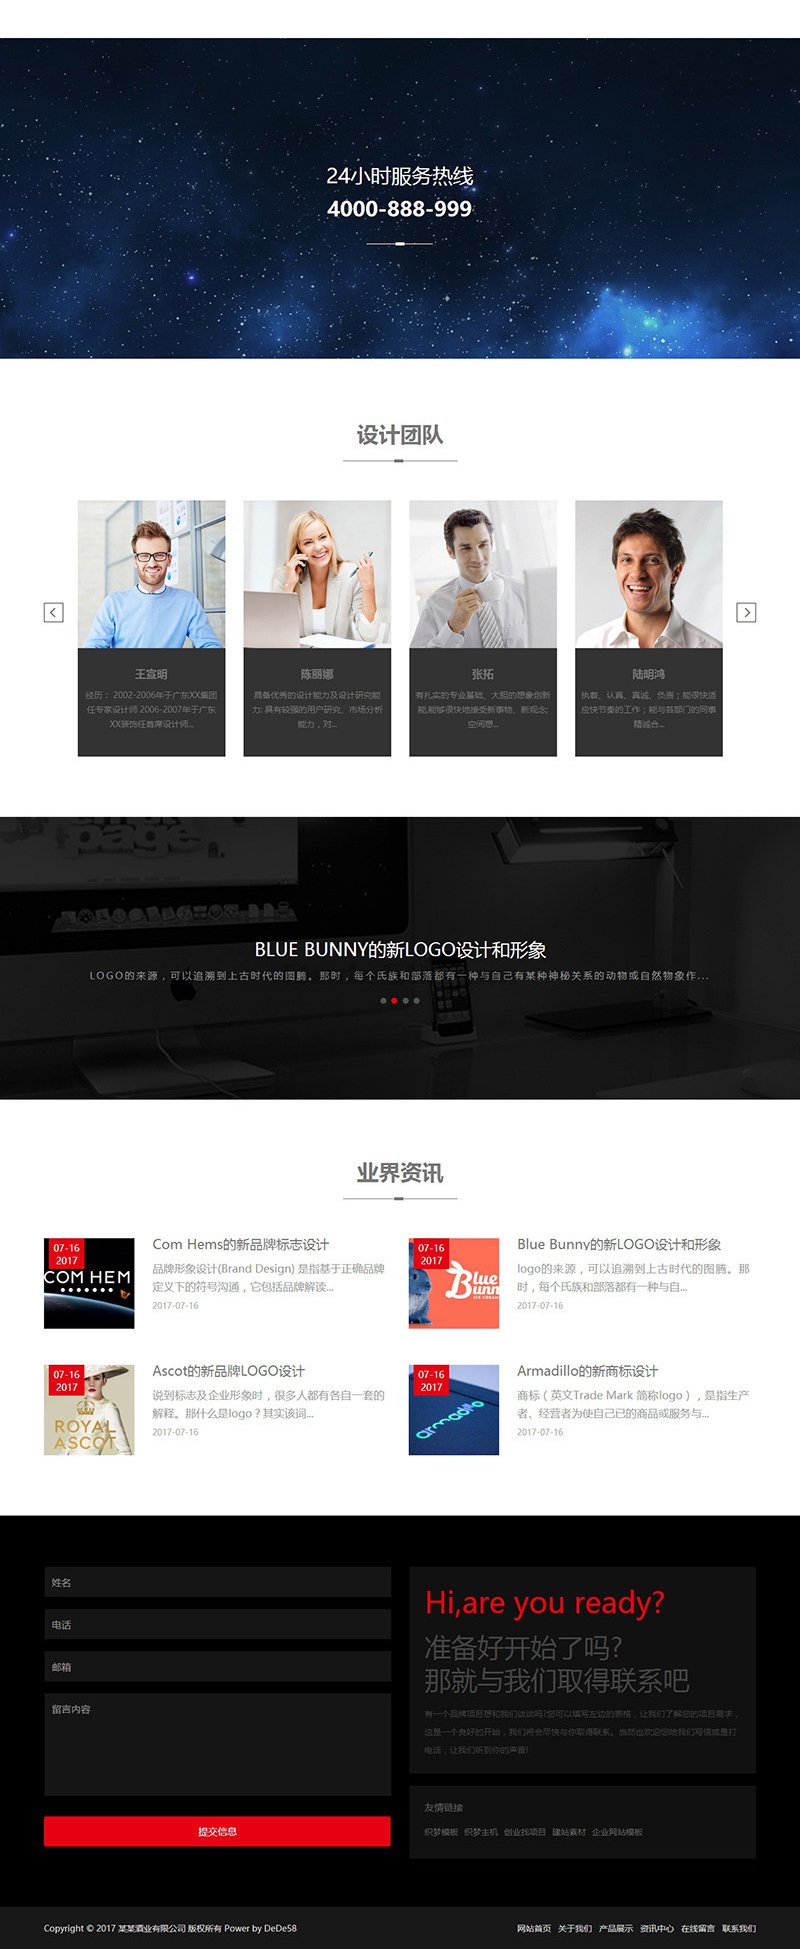 24小时服务热线
4000-888-999
设计团队
王宣明
经历： 2002-2006年于广东XX集团
任专家设计师 2006-2007年于广东
XX装饰任首席设计师...
陈丽娜
具备优秀的设计能力及设计研究能
力; 具有较强的用户研究、市场分析
能力，对...
张拓
有扎实的专业基础、大胆的想象创新
能,能够很快地接受新事物、新观念;
空间想...
陆明鸿
执着、认真、真诚、负责；能很快适
应快节奏的工作；能与各部门的同事
精诚合...
page
BLUE BUNNY的新LOGO设计和形象
LOGO的来源，可以追溯到上古时代的图腾。那时，每个氏族和部落都有一种与自己有某种神秘关系的动物或自然物象作...
业界资讯
07-16
2017
COM HEM
Com Hems的新品牌标志设计
品牌形象设计(Brand Design) 是指基于正确品牌
定义下的符号沟通，它包括品牌解读...
2017-07-16
07-16
2017
Blue
Bunn
ICE CREAM
Blue Bunny的新LOGO设计和形象
logo的来源，可以追溯到上古时代的图腾。那
时，每个氏族和部落都有一种与自...
2017-07-16
07-16
2017
ROYAL
ASCOT
Ascot的新品牌LOGO设计
说到标志及企业形象时，很多人都有各自一套的
解释。那什么是logo？其实该词...
2017-07-16
07-16
2017
armadillo
Armadillo的新商标设计
商标（英文Trade Mark 简称logo），是指生产
者、经营者为使自己已的商品或服务与...
2017-07-16
姓名
电话
邮箱
留言内容
提交信息
Hi,are you ready?
准备好开始了吗?
那就与我们取得联系吧
有一个品牌项目想和我们谈谈吗?您可以填写左边的表格，让我们了解您的项目需求，
这是一个良好的开始，我们将会尽快与你取得联系。当然也欢迎您给我们写信或是打
电话，让我们听到你的声音!
友情链接
织梦模板 织梦主机 创业找项目 建站素材 企业网站模板
Copyright © 2017 某某酒业有限公司 版权所有 Power by DeDe58
网站首页 关于我们 产品展示 资讯中心 在线留言 联系我们